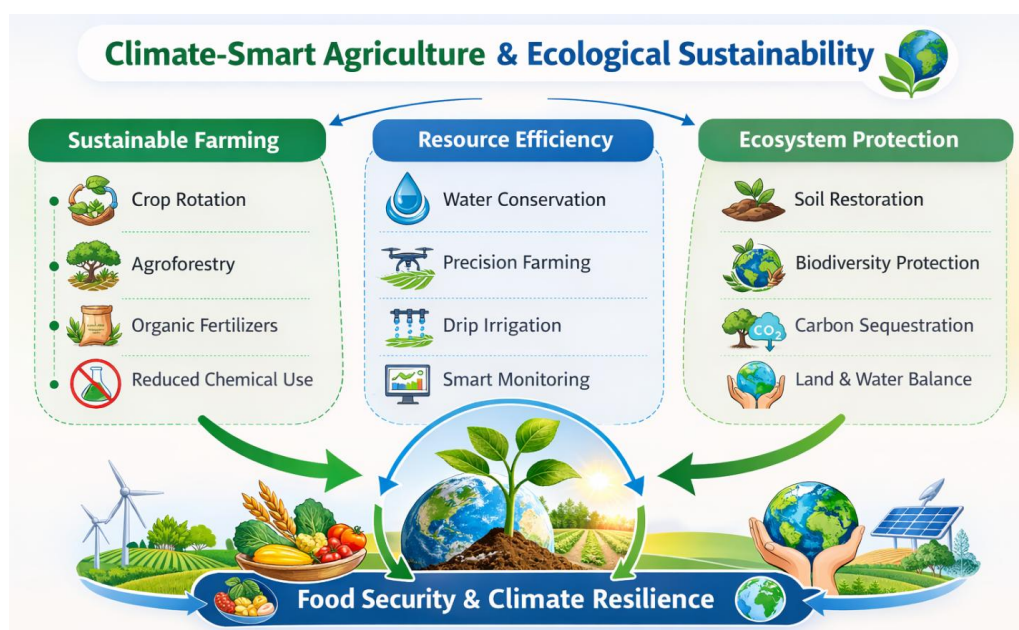 Climate-Smart Agriculture & Ecological Sustainability
Sustainable Farming
Crop Rotation
Agroforestry
Organic Fertilizers
Reduced Chemical Use
Resource Efficiency
Water Conservation
Precision Farming
Drip Irrigation
Smart Monitoring
Ecosystem Protection
Soil Restoration
Biodiversity Protection
CO2
Carbon Sequestration
Land & Water Balance
Food Security & Climate Resilience